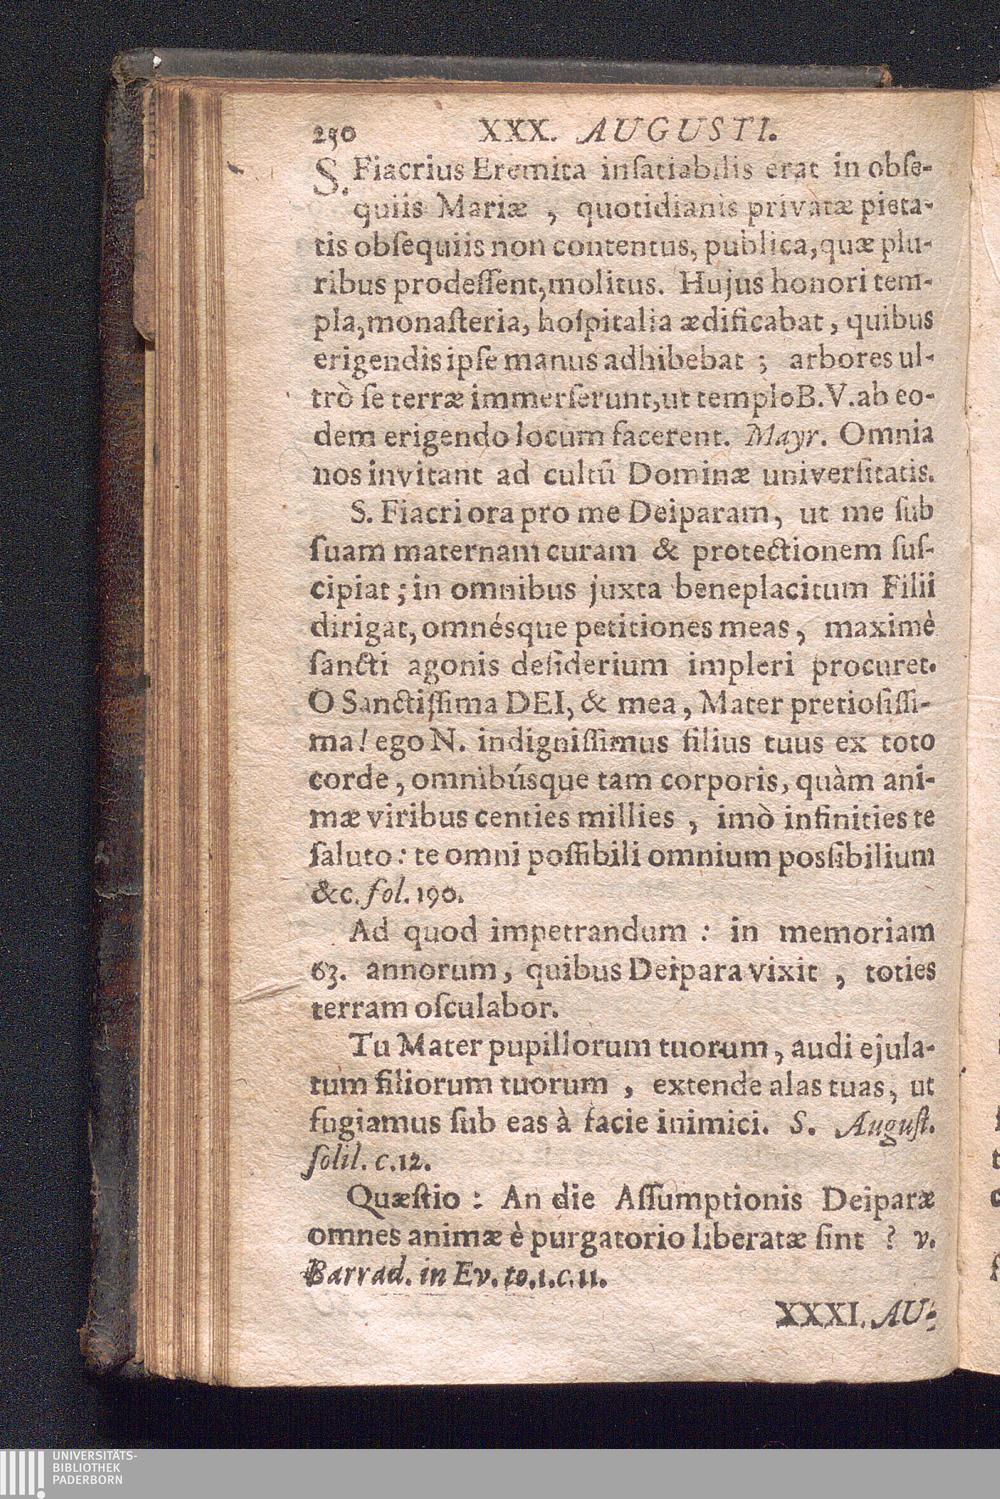 290 XXX. AUGUSTI.
S. Fiacrius Eremita inſatiabilis erat in obſe-
quiis Mariæ , quotidianis privatæ pieta-
tis obſequiis non contentus, publica, quæ plu-
ribus prodeſſent, molitus. Hujus honori tem-
pla, monaſteria, hoſpitalia ædificabat, quibus
erigendis ipſe manus adhibebat ; arbores ul-
trò ſe terræ immerſerunt, ut templo B. V. ab eo-
dem erigendo locum facerent. Mayr. Omnia
nos invitant ad cultū Dominæ univerſitatis.
S. Fiacri ora pro me Deiparam, ut me ſub
ſuam maternam curam & protectionem ſuſ-
cipiat ; in omnibus juxta beneplacitum Filii
dirigat, omnésque petitiones meas, maximè
ſancti agonis deſiderium impleri procuret.
O Sanctiſſima DEI, & mea, Mater pretioſiſſi-
ma! ego N. indigniſſimus filius tuus ex toto
corde, omnibúsque tam corporis, quàm ani-
mæ viribus centies millies , imò infinities te
ſaluto : te omni poſſibili omnium possibilium
&c. fol. 190.
Ad quod impetrandum : in memoriam
63. annorum, quibus Deipara vixit , toties
terram oſculabor.
Tu Mater pupillorum tuorum, audi ejula-
tum filiorum tuorum , extende alas tuas, ut
fugiamus ſub eas à facie inimici. S. Auguſt.
ſolil. c. 12.
Quæſtio : An die Aſſumptionis Deiparæ
omnes animæ è purgatorio liberatæ ſint ? v.
Barrad. in Ev. to. 1. c. 11.
XXXI. AU-
UNIVERSITÄTS-
BIBLIOTHEK
PADERBORN